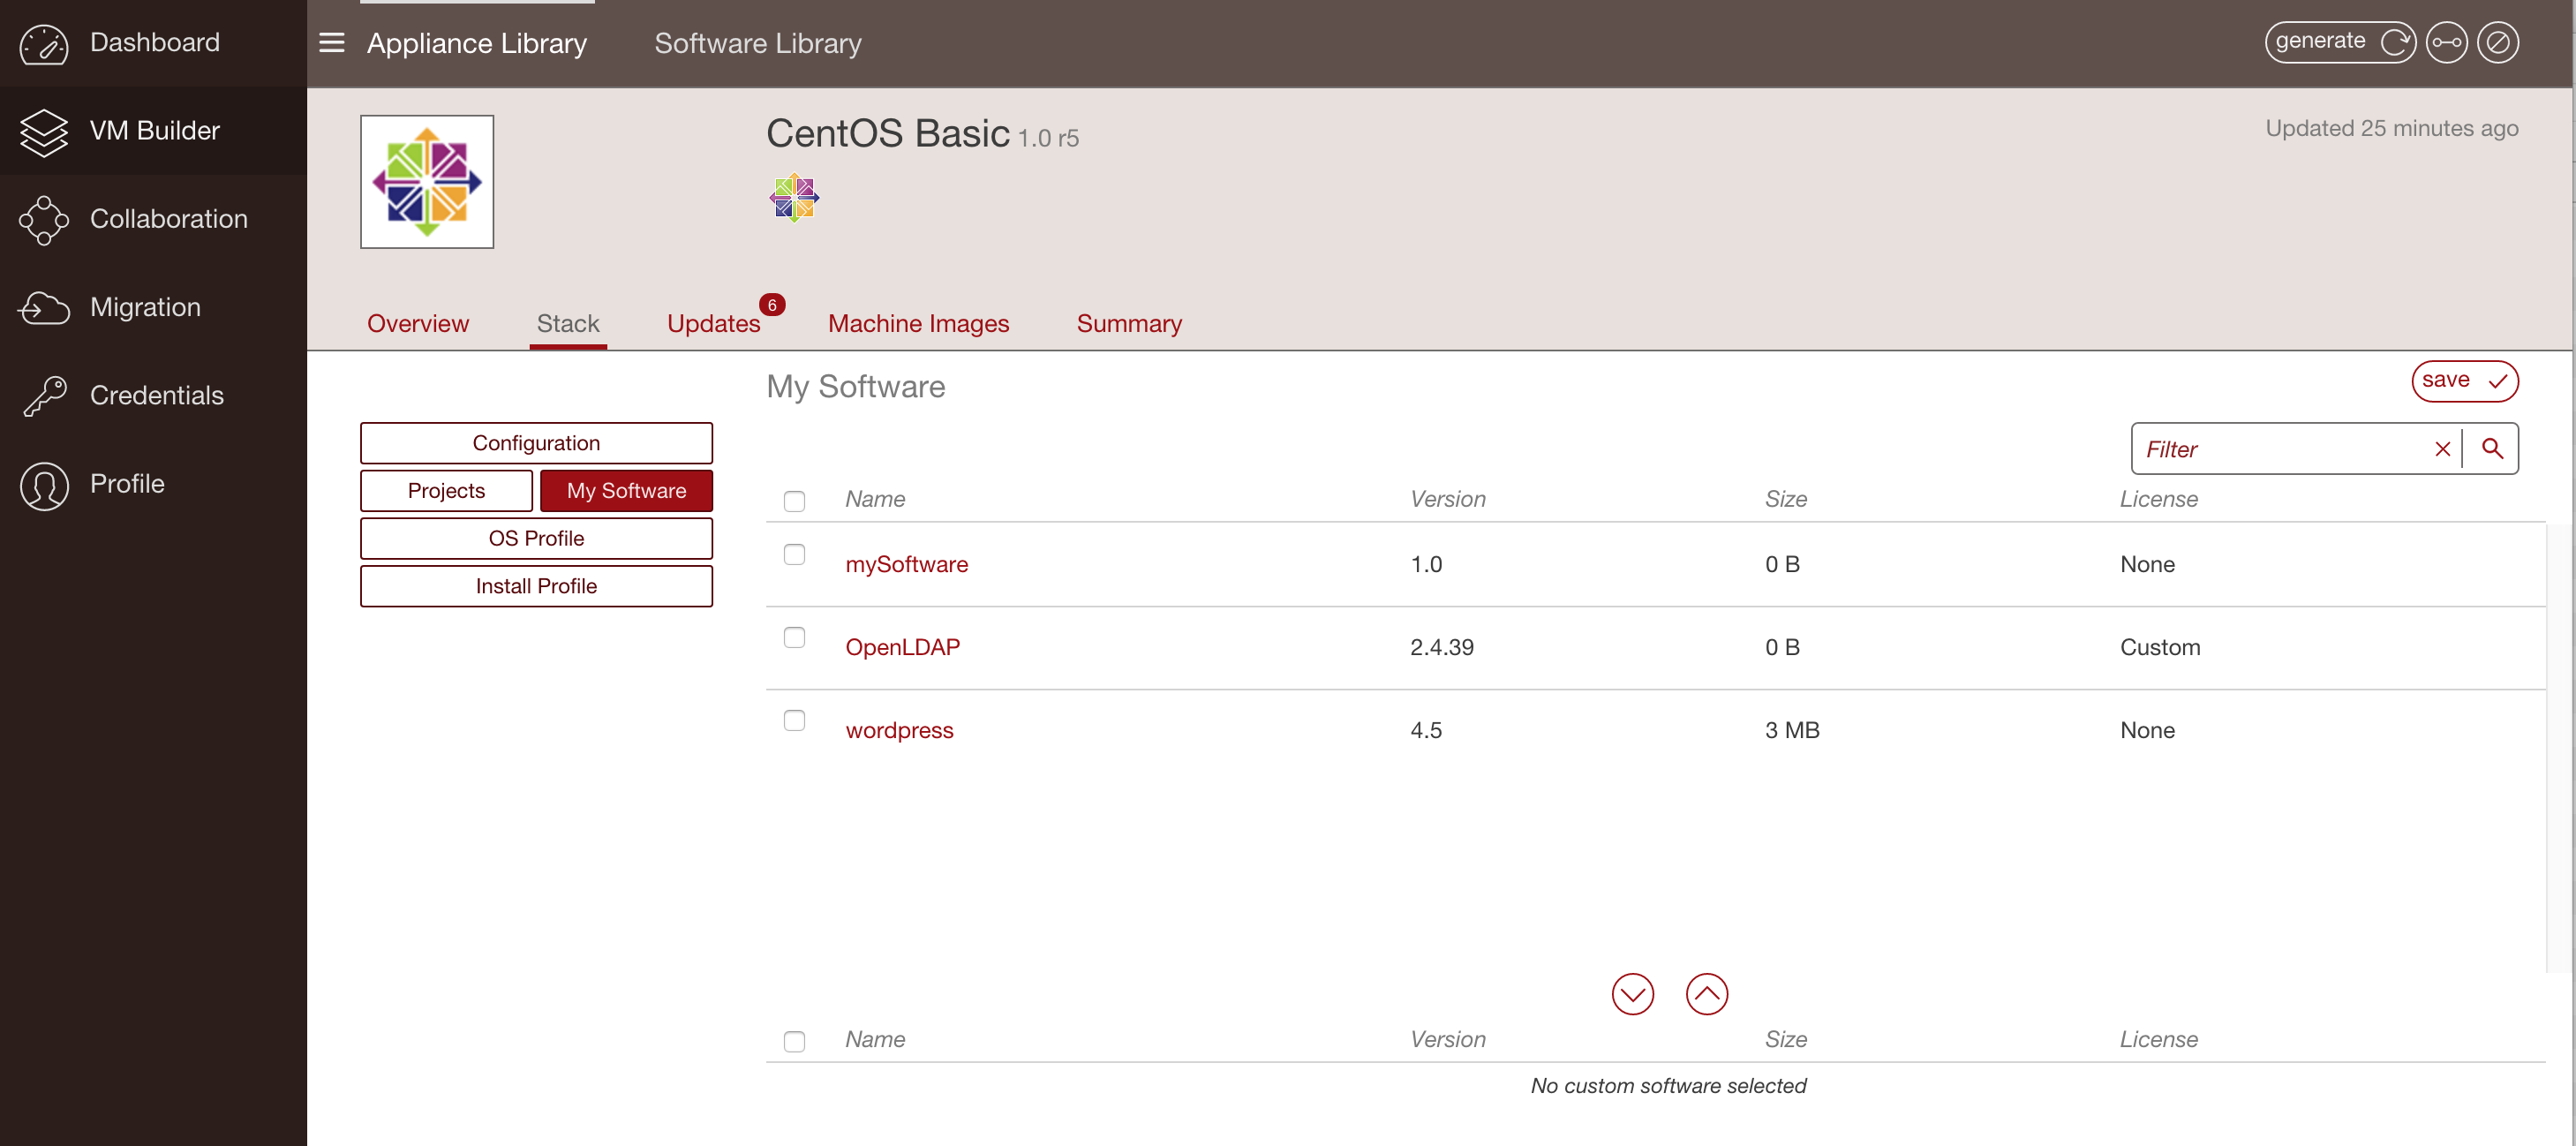 Dashboard
VM Builder
Collaboration
Migration
Credentials
Profile
Appliance Library Software Library
generate
CentOS Basic 1.0 r5
Updated 25 minutes ago
Overview Stack Updates 6 Machine Images Summary
My Software
save
Configuration
Projects My Software
OS Profile
Install Profile
Filter
Name Version Size License
mySoftware 1.0 0 B None
OpenLDAP 2.4.39 0 B Custom
wordpress 4.5 3 MB None
Name Version Size License
No custom software selected